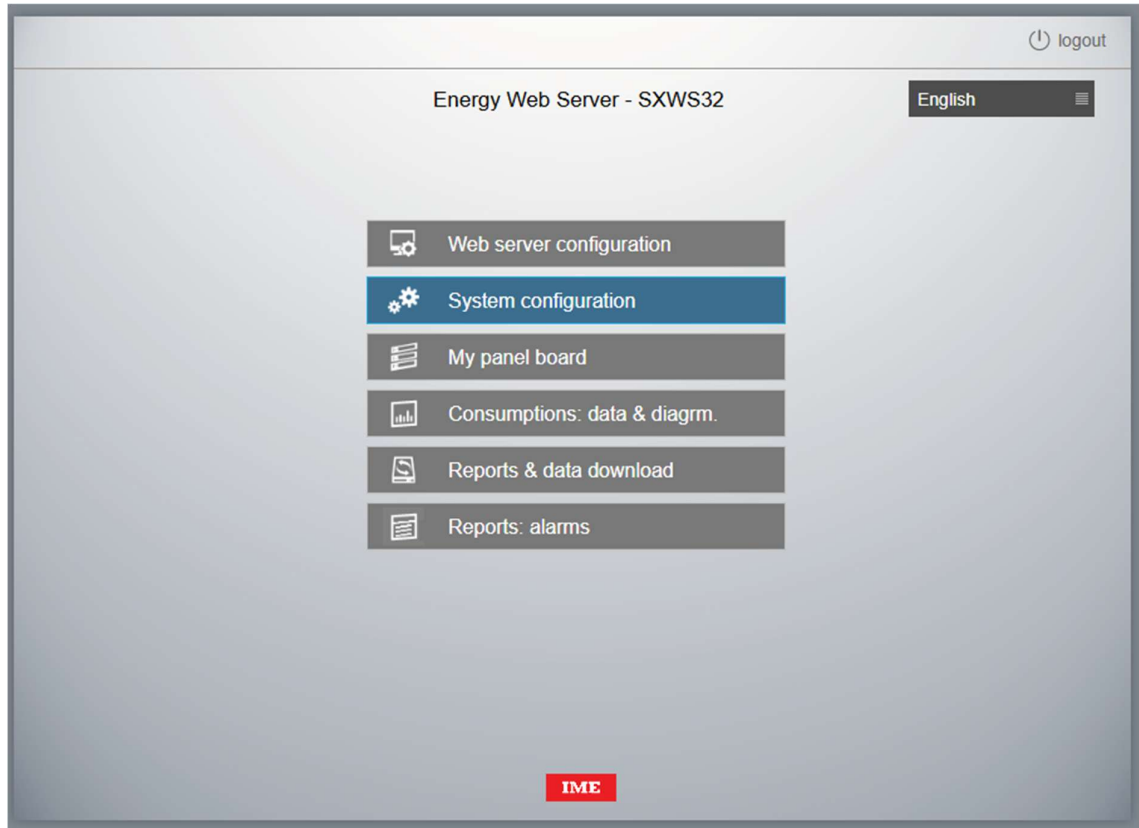 logout
Energy Web Server - SXWS32
English
Web server configuration
System configuration
My panel board
Consumptions: data & diagrm.
Reports & data download
Reports: alarms
IME